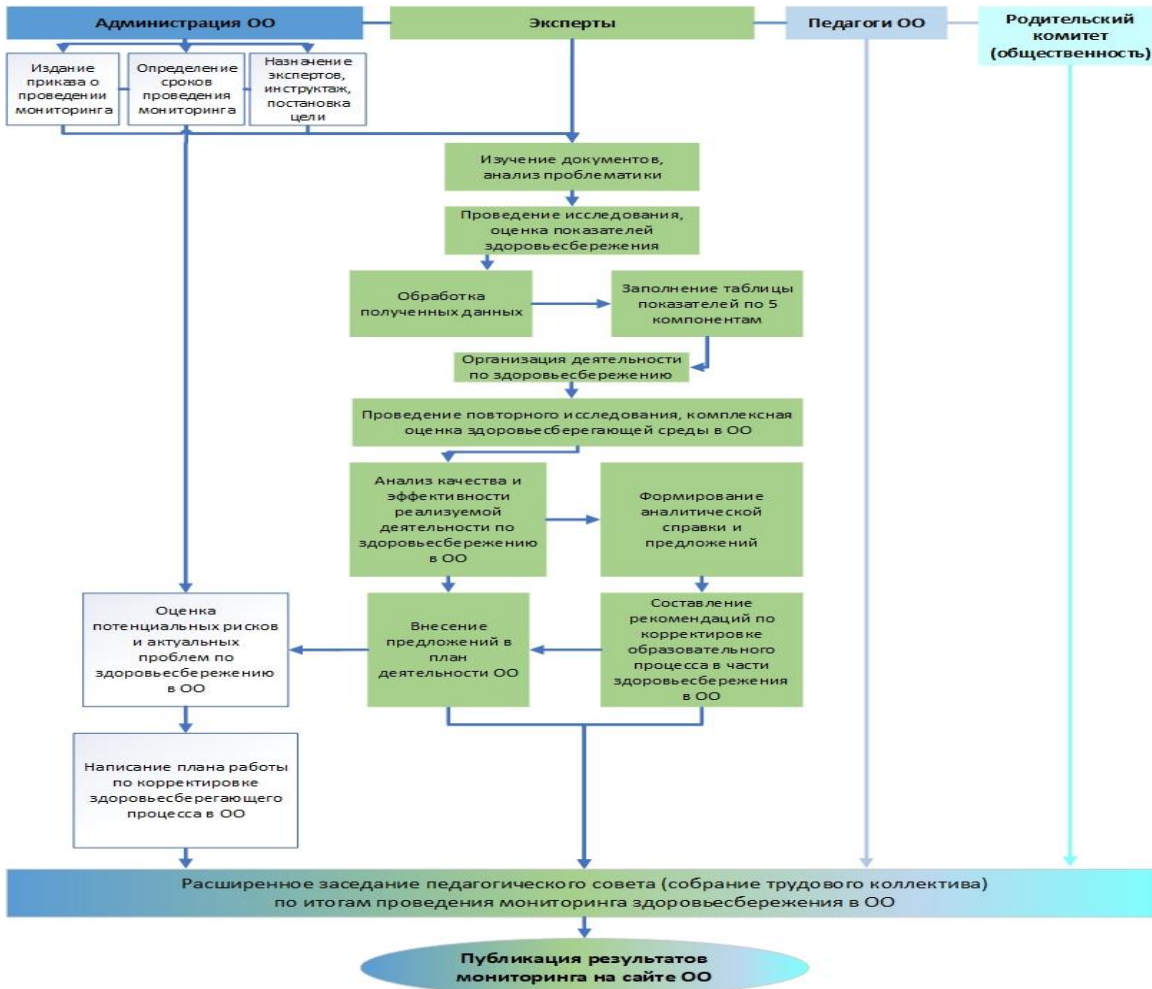 Администрация ОО
Эксперты
Педагоги ОО
Родительский
комитет
(общественность)
Издание
приказа о
проведении
мониторинга
Определение
сроков
проведения
мониторинга
Назначение
экспертов,
инструктаж,
постановка
цели
Изучение документов,
анализ проблематики
Проведение исследования,
оценка показателей
здоровьесбережения
Обработка
полученных данных
Заполнение таблицы
показателей по 5
компонентам
Организация деятельности
по здоровьесбережению
Проведение повторного исследования, комплексная
оценка здоровьесберегающей среды в ОО
Анализ качества и
эффективности
реализуемой
деятельности по
здоровьесбережению
в ОО
Формирование
аналитической
справки и
предложений
Оценка
потенциальных рисков
и актуальных
проблем по
здоровьесбережению
в ОО
Внесение
предложений в
план
деятельности ОО
Составление
рекомендаций по
корректировке
образовательного
процесса в части
здоровьесбережения
в ОО
Написание плана работы
по корректировке
здоровьесберегающего
процесса в ОО
Расширенное заседание педагогического совета (собрание трудового коллектива)
по итогам проведения мониторинга здоровьесбережения в ОО
Публикация результатов
мониторинга на сайте ОО